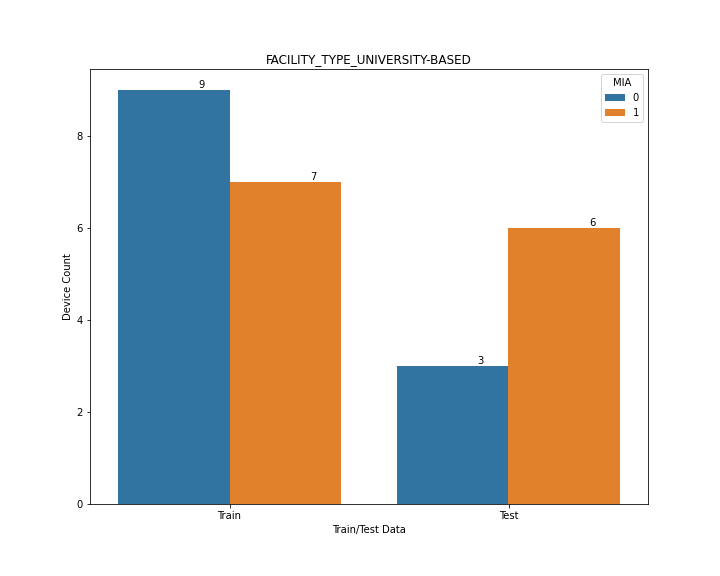 FACILITY_TYPE_UNIVERSITY-BASED
MIA
0
1
9
7
3
6
8
6
4
2
0
Device Count
Train
Test
Train/Test Data